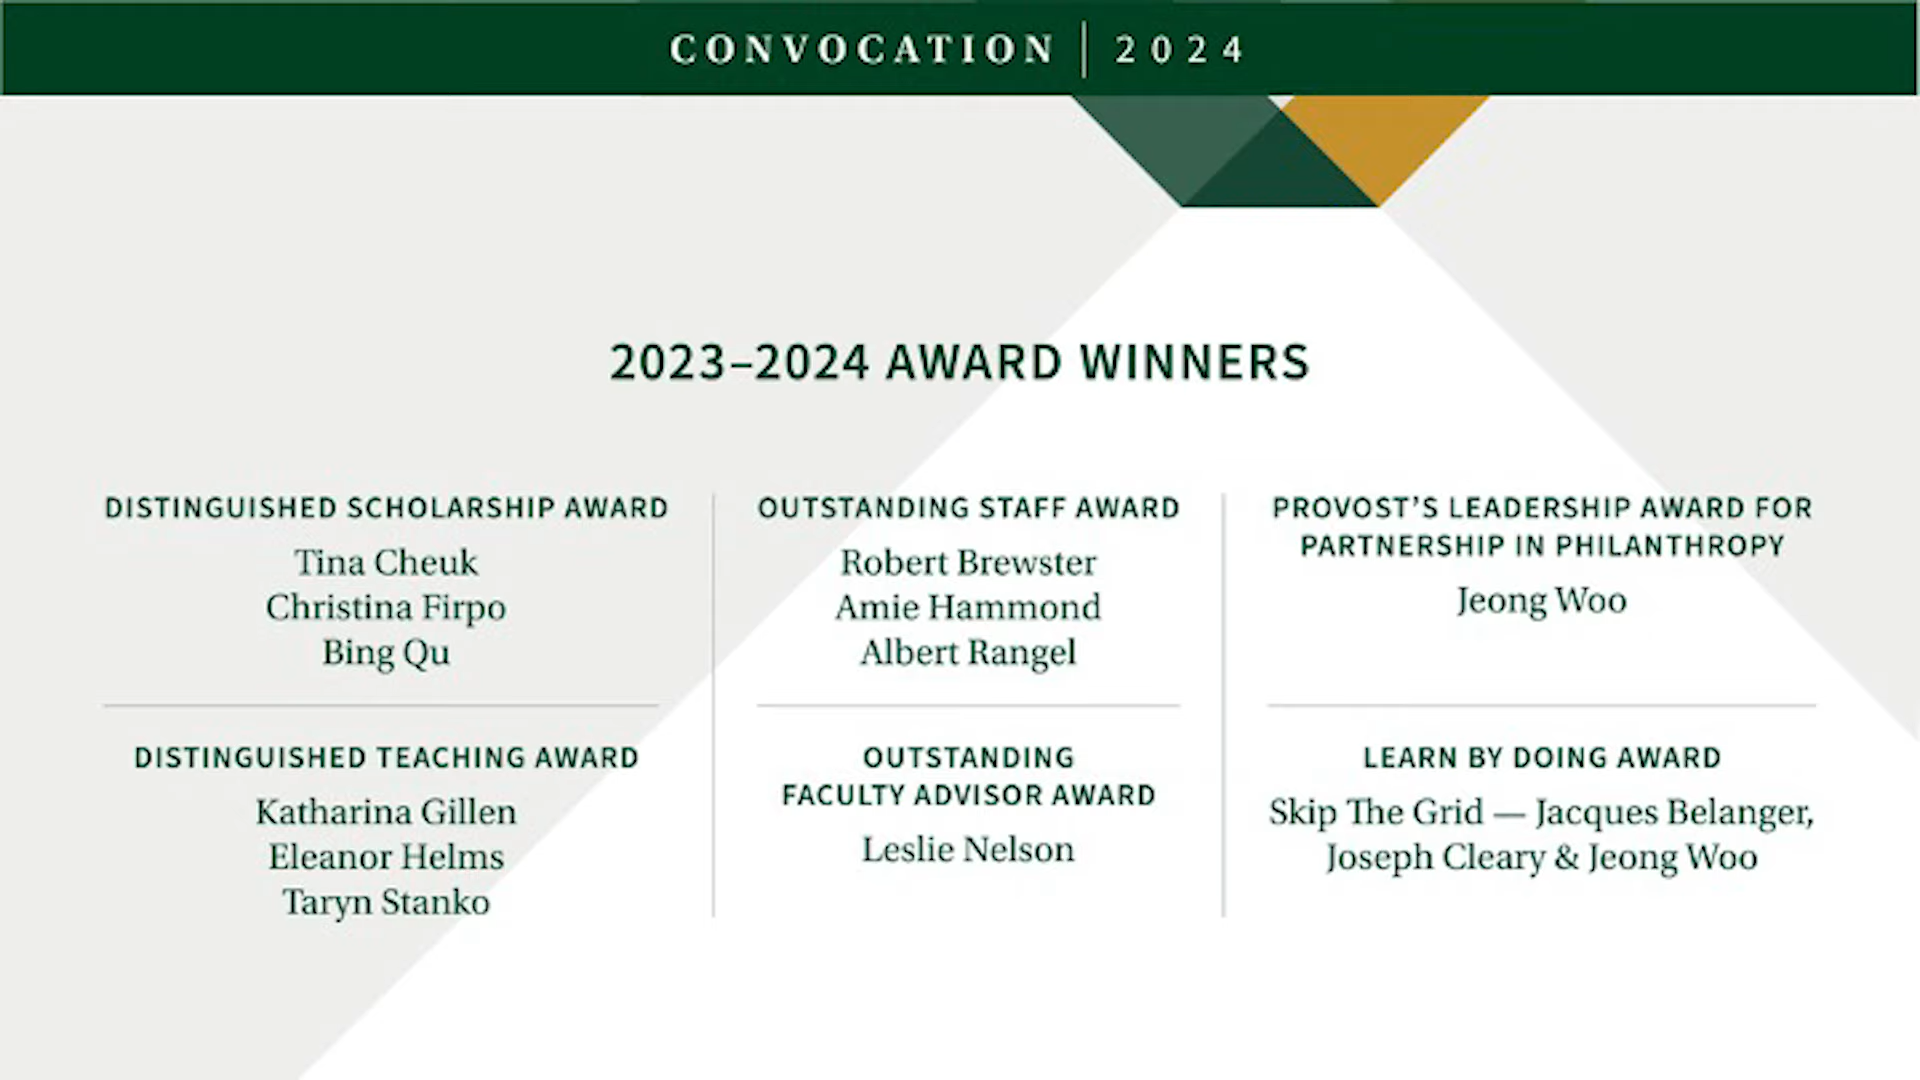 CONVOCATION | 2024
2023–2024 AWARD WINNERS
DISTINGUISHED SCHOLARSHIP AWARD
Tina Cheuk
Christina Firpo
Bing Qu
DISTINGUISHED TEACHING AWARD
Katharina Gillen
Eleanor Helms
Taryn Stanko
OUTSTANDING STAFF AWARD
Robert Brewster
Amie Hammond
Albert Rangel
OUTSTANDING
FACULTY ADVISOR AWARD
Leslie Nelson
PROVOST’S LEADERSHIP AWARD FOR
PARTNERSHIP IN PHILANTHROPY
Jeong Woo
LEARN BY DOING AWARD
Skip The Grid — Jacques Belanger,
Joseph Cleary & Jeong Woo